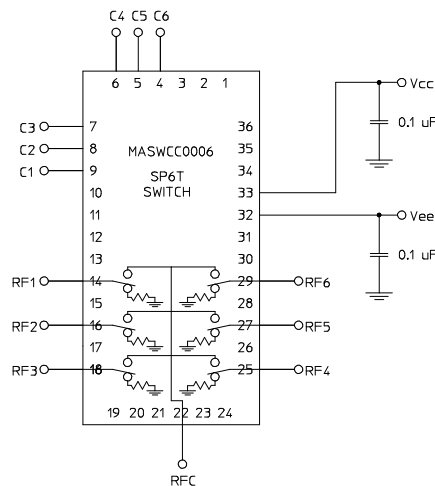 C4 C5 C6
6 5 4 3 2 1
Vcc
0.1 uF
C3 7 36
C2 8 MASWCC0006 35
C1 9 SP6T 34
10 SWITCH 33
11 32 Vee
12 31
0.1 uF
13 30
RF1 14 29 RF6
15 28
RF2 16 27 RF5
17 26
RF3 18 25 RF4
19 20 21 22 23 24
RFC